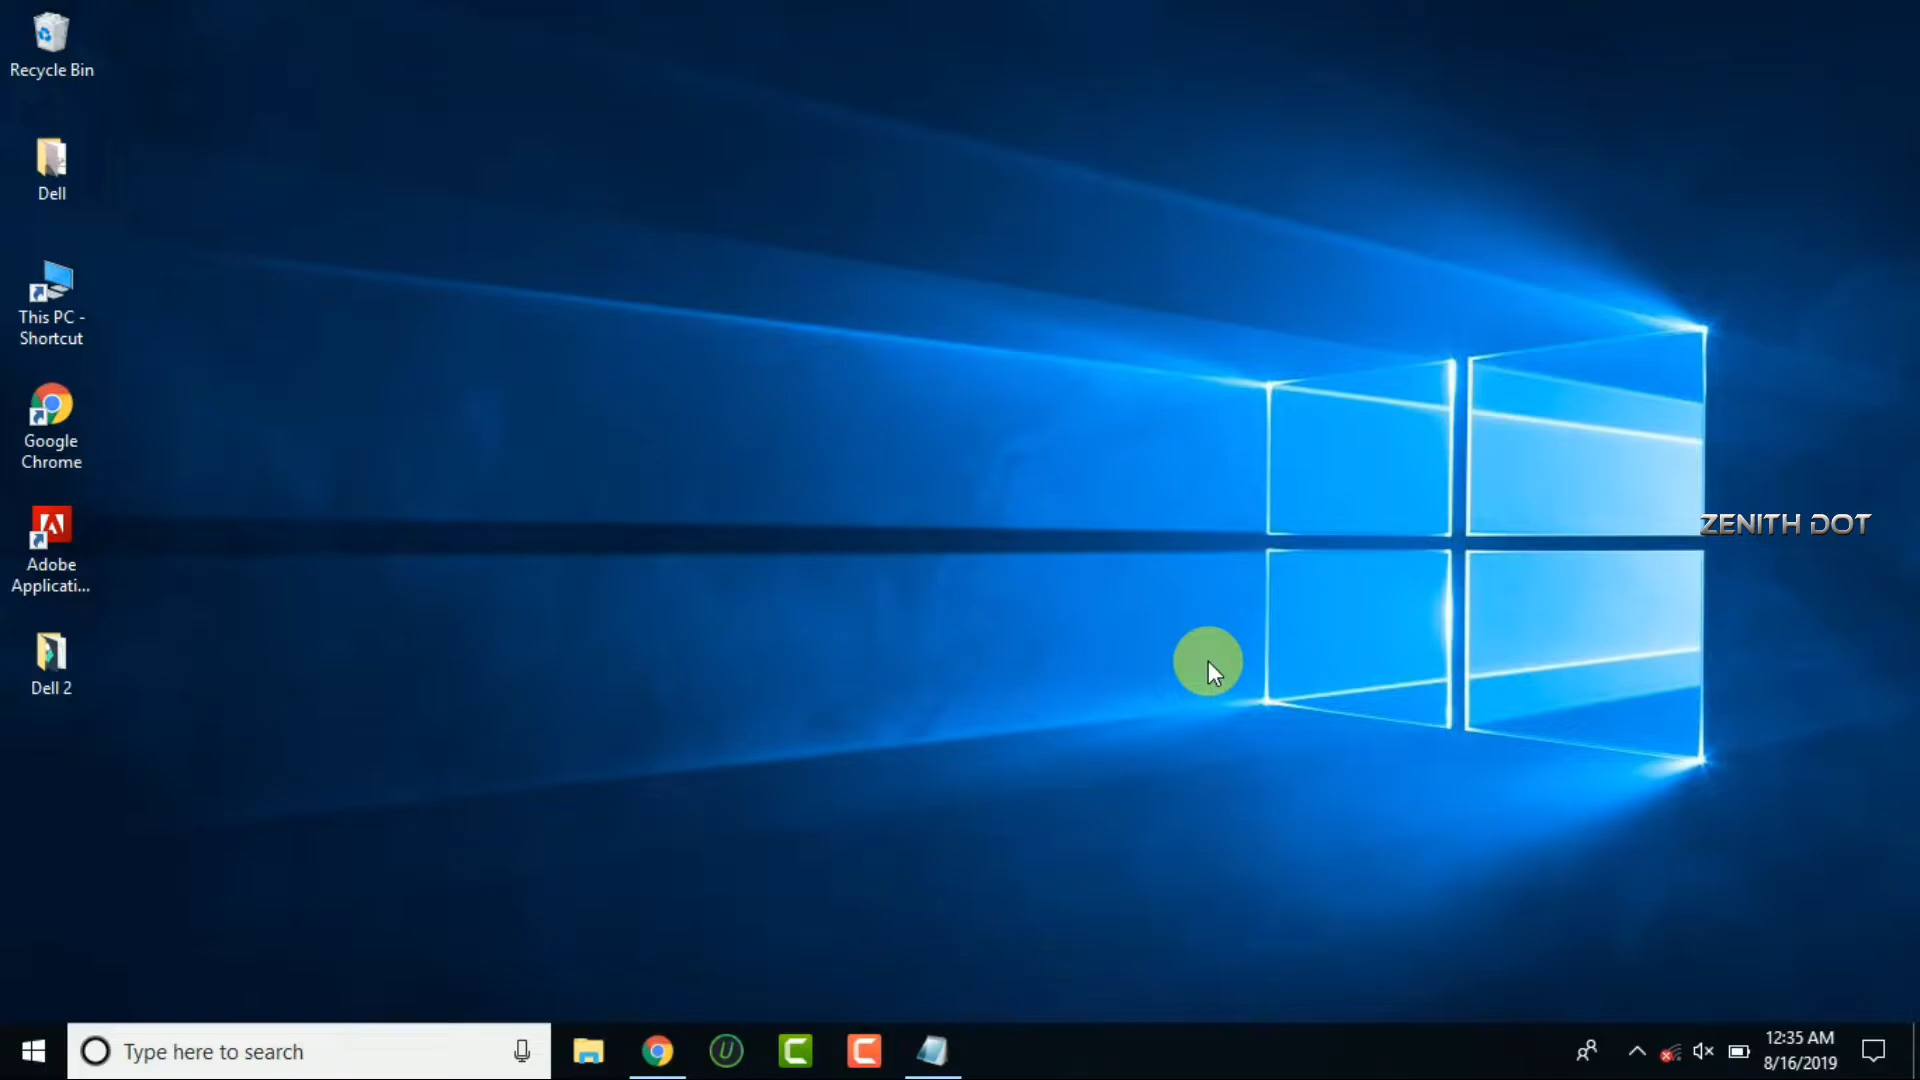 Recycle Bin
Dell
This PC -
Shortcut
Google
Chrome
Adobe
Applicati...
Dell 2
ZENITH DOT
Type here to search
12:35 AM
8/16/2019